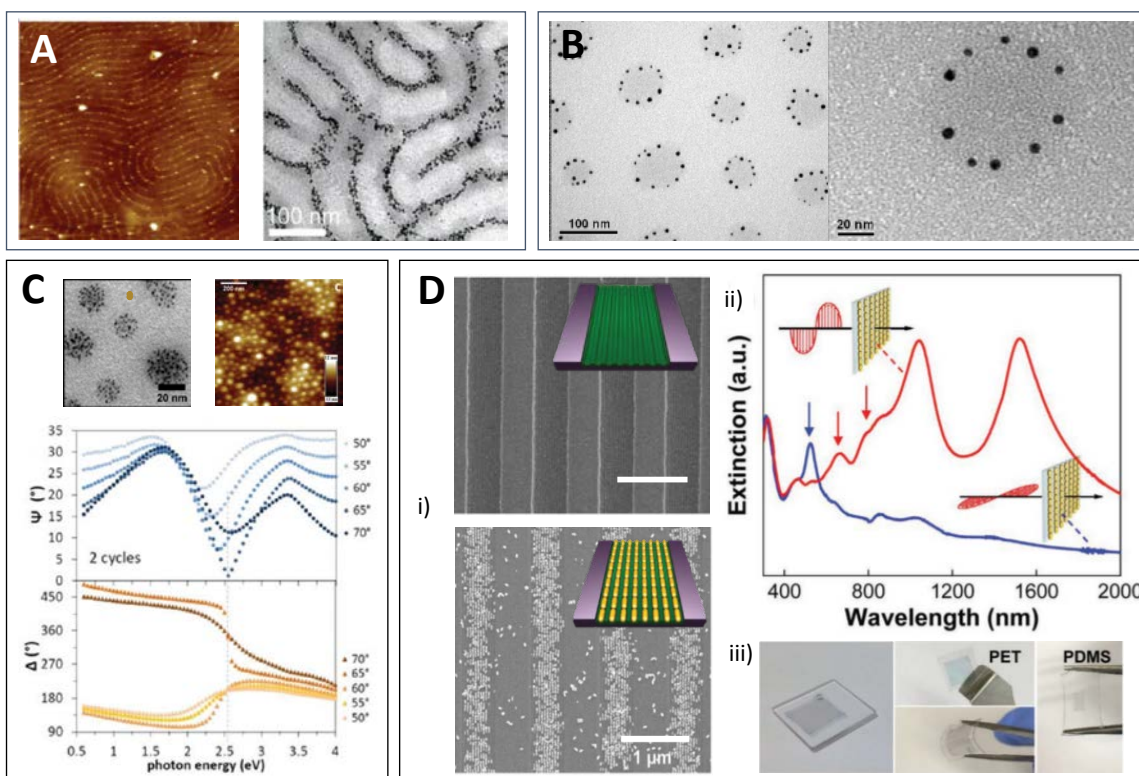 A
100 nm
B
100 nm
20 nm
C
200 nm
C
20 nm
35
30
25
20
15
10
5
0
Ψ (°)
50°
55°
60°
65°
70°
2 cycles
450
360
270
180
90
Δ (°)
70°
65°
60°
55°
50°
0.5 1 1.5 2 2.5 3 3.5 4
photon energy (eV)
D
i)
1 µm
ii)
Extinction (a.u.)
400 800 1200 1600 2000
Wavelength (nm)
iii)
PET
PDMS